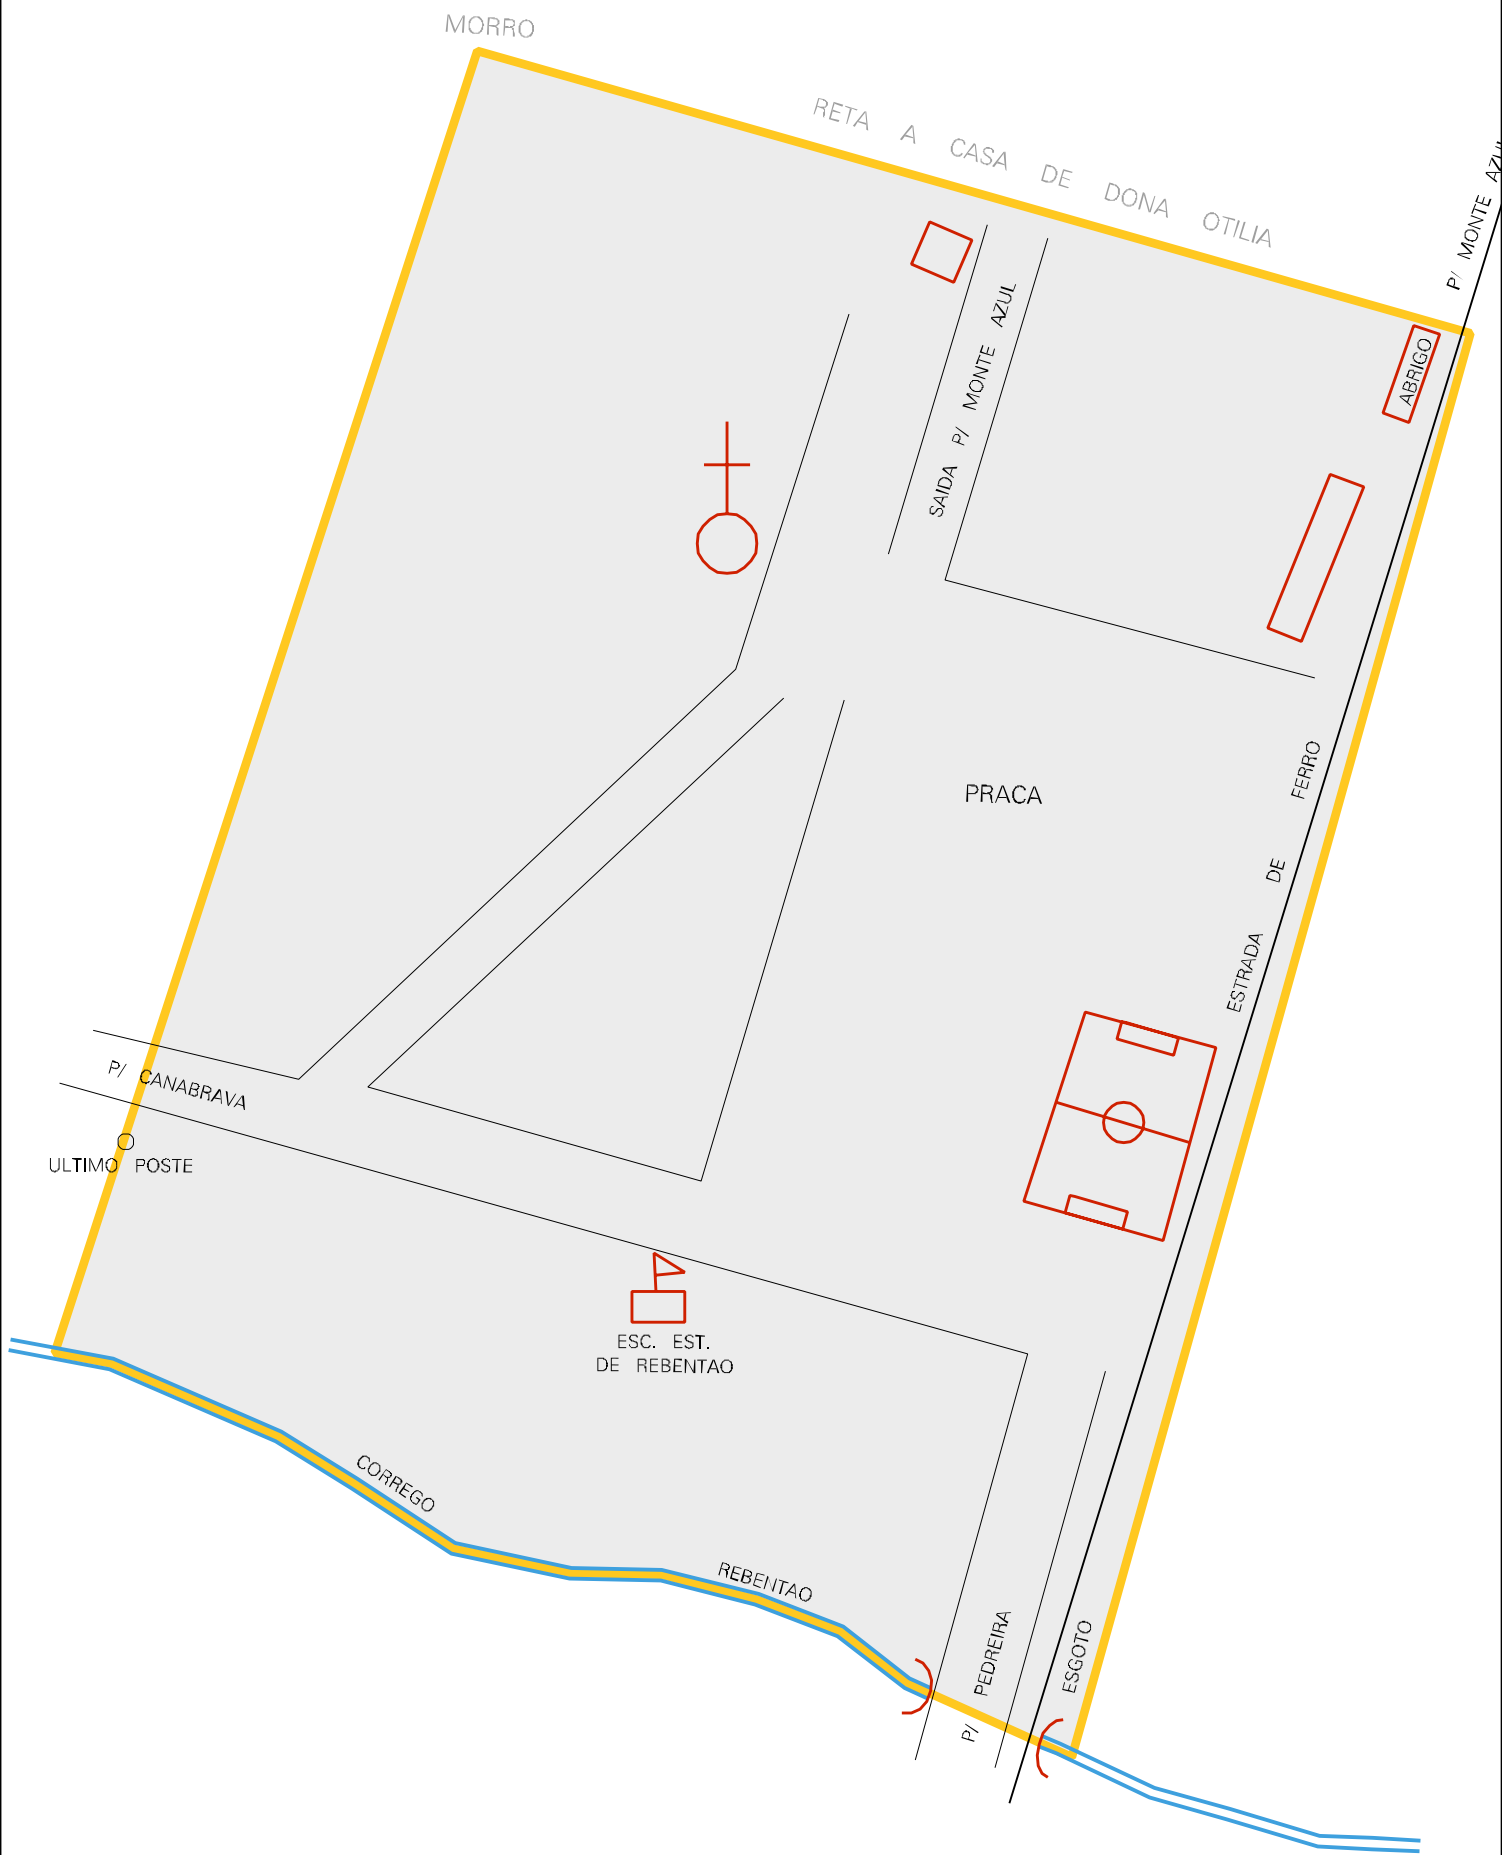 MORRO
RETA A CASA DE DONA OTILIA
P/ MONTE AZUL
SAIDA P/ MONTE AZUL
ABRIGO
ESTRADA DE FERRO
PRACA
P/ CANABRAVA
ULTIMO POSTE
ESC. EST.
DE REBENTAO
CORREGO REBENTAO
P/ PEDREIRA
ESGOTO